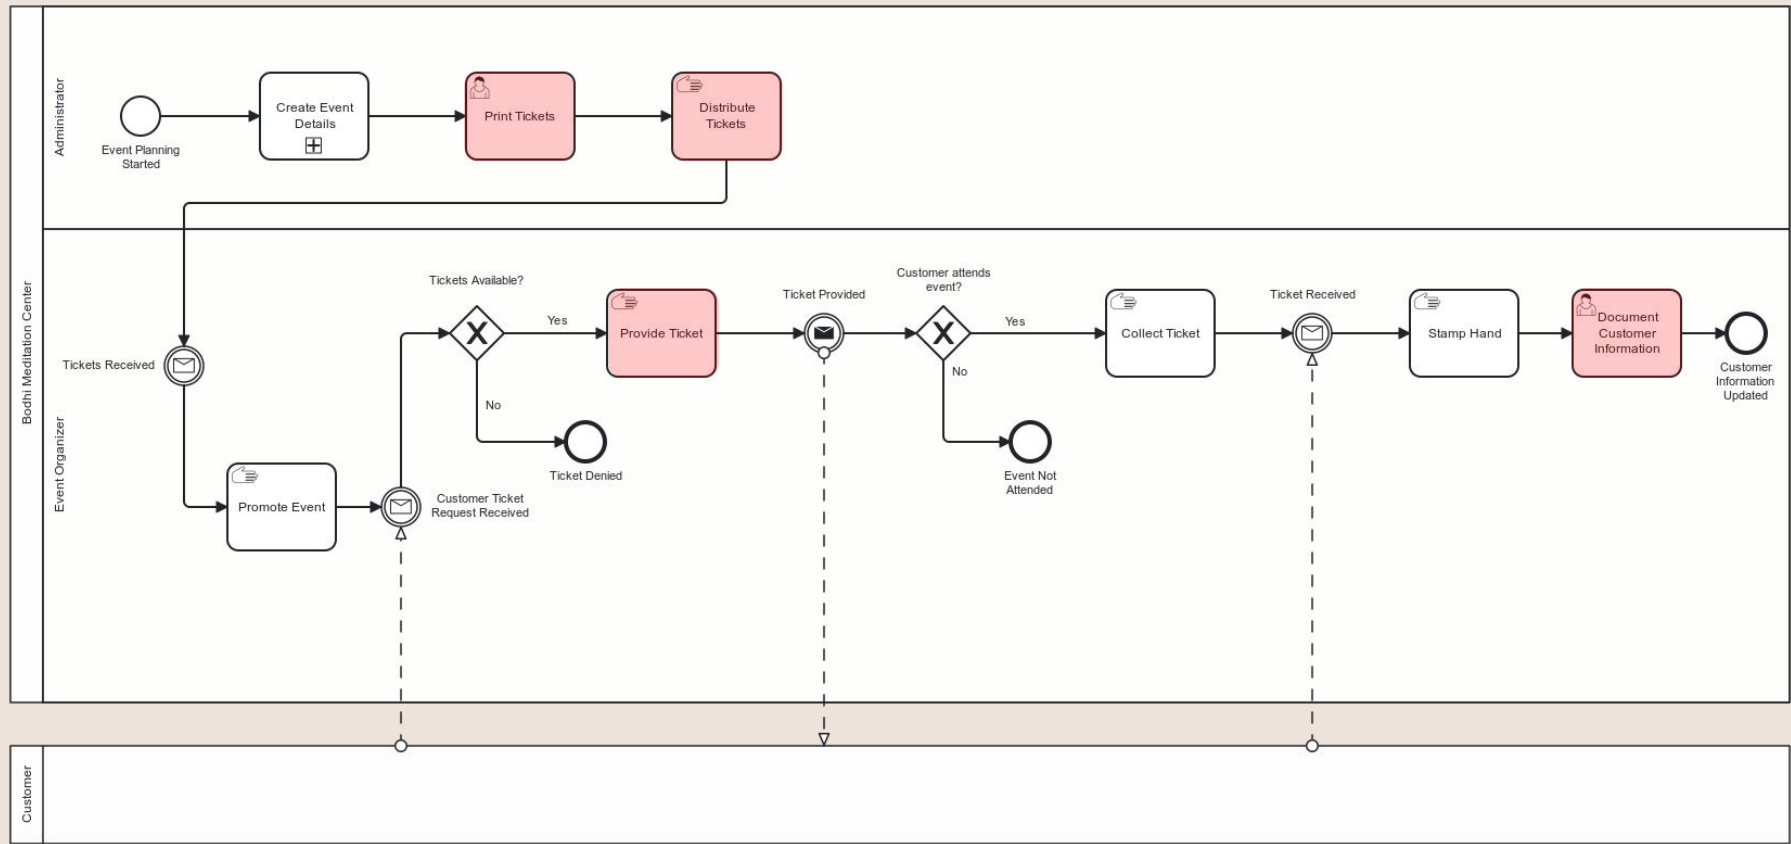 Bodhi Meditation Center
Administrator
Event Planning
Started
Create Event
Details
Print Tickets
Distribute
Tickets
Event Organizer
Tickets Received
Promote Event
Customer Ticket
Request Received
Tickets Available?
Yes
No
Ticket Denied
Provide Ticket
Ticket Provided
Customer attends
event?
Yes
No
Event Not
Attended
Collect Ticket
Ticket Received
Stamp Hand
Document
Customer
Information
Customer
Information
Updated
Customer